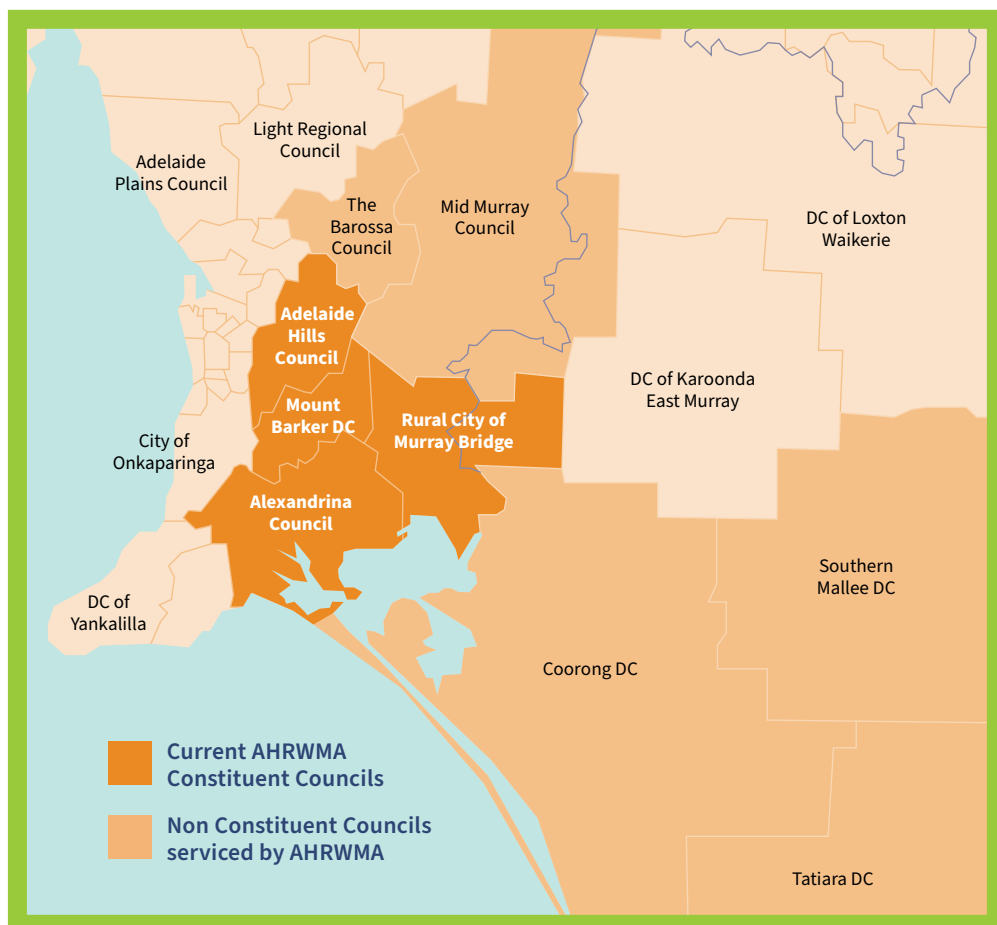 Light Regional
Council
Adelaide
Plains Council
The
Barossa
Council
Mid Murray
Council
DC of Loxton
Waikerie
Adelaide
Hills
Council
DC of Karoonda
East Murray
Mount
Barker DC
Rural City of
Murray Bridge
City of
Onkaparinga
Alexandrina
Council
Southern
Mallee DC
DC of
Yankalilla
Coorong DC
Current AHRWMA
Constituent Councils
Non Constituent Councils
serviced by AHRWMA
Tatiara DC